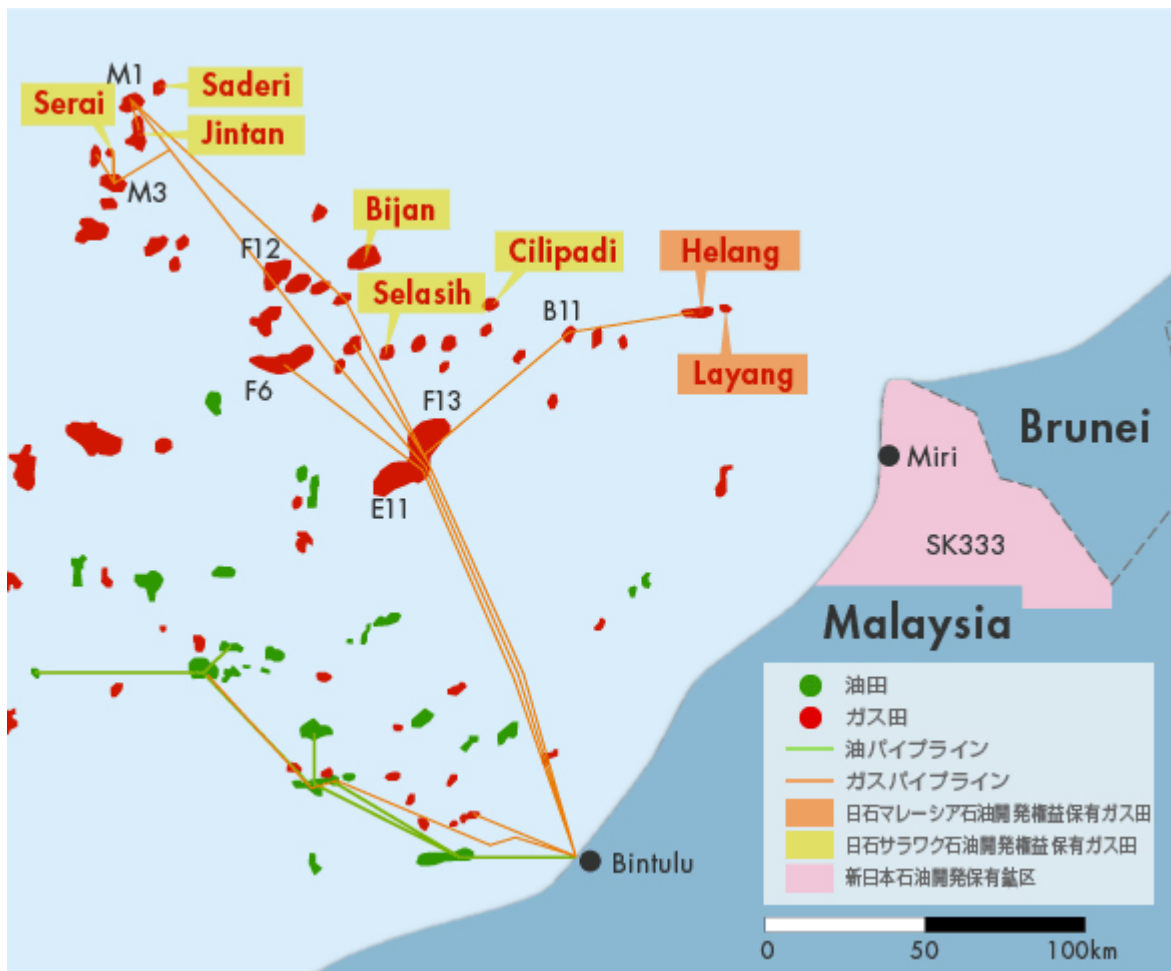 M1
Saderi
Serai
Jintan
M3
Bijan
F12
Cilipadi
Helang
Selasih
B11
Layang
F6
F13
Brunei
Miri
E11
SK333
Malaysia
油田
ガス田
油パイプライン
ガスパイプライン
日石マレーシア石油開発権益保有ガス田
日石サラワク石油開発権益保有ガス田
新日本石油開発保有鉱区
Bintulu
0 50 100km